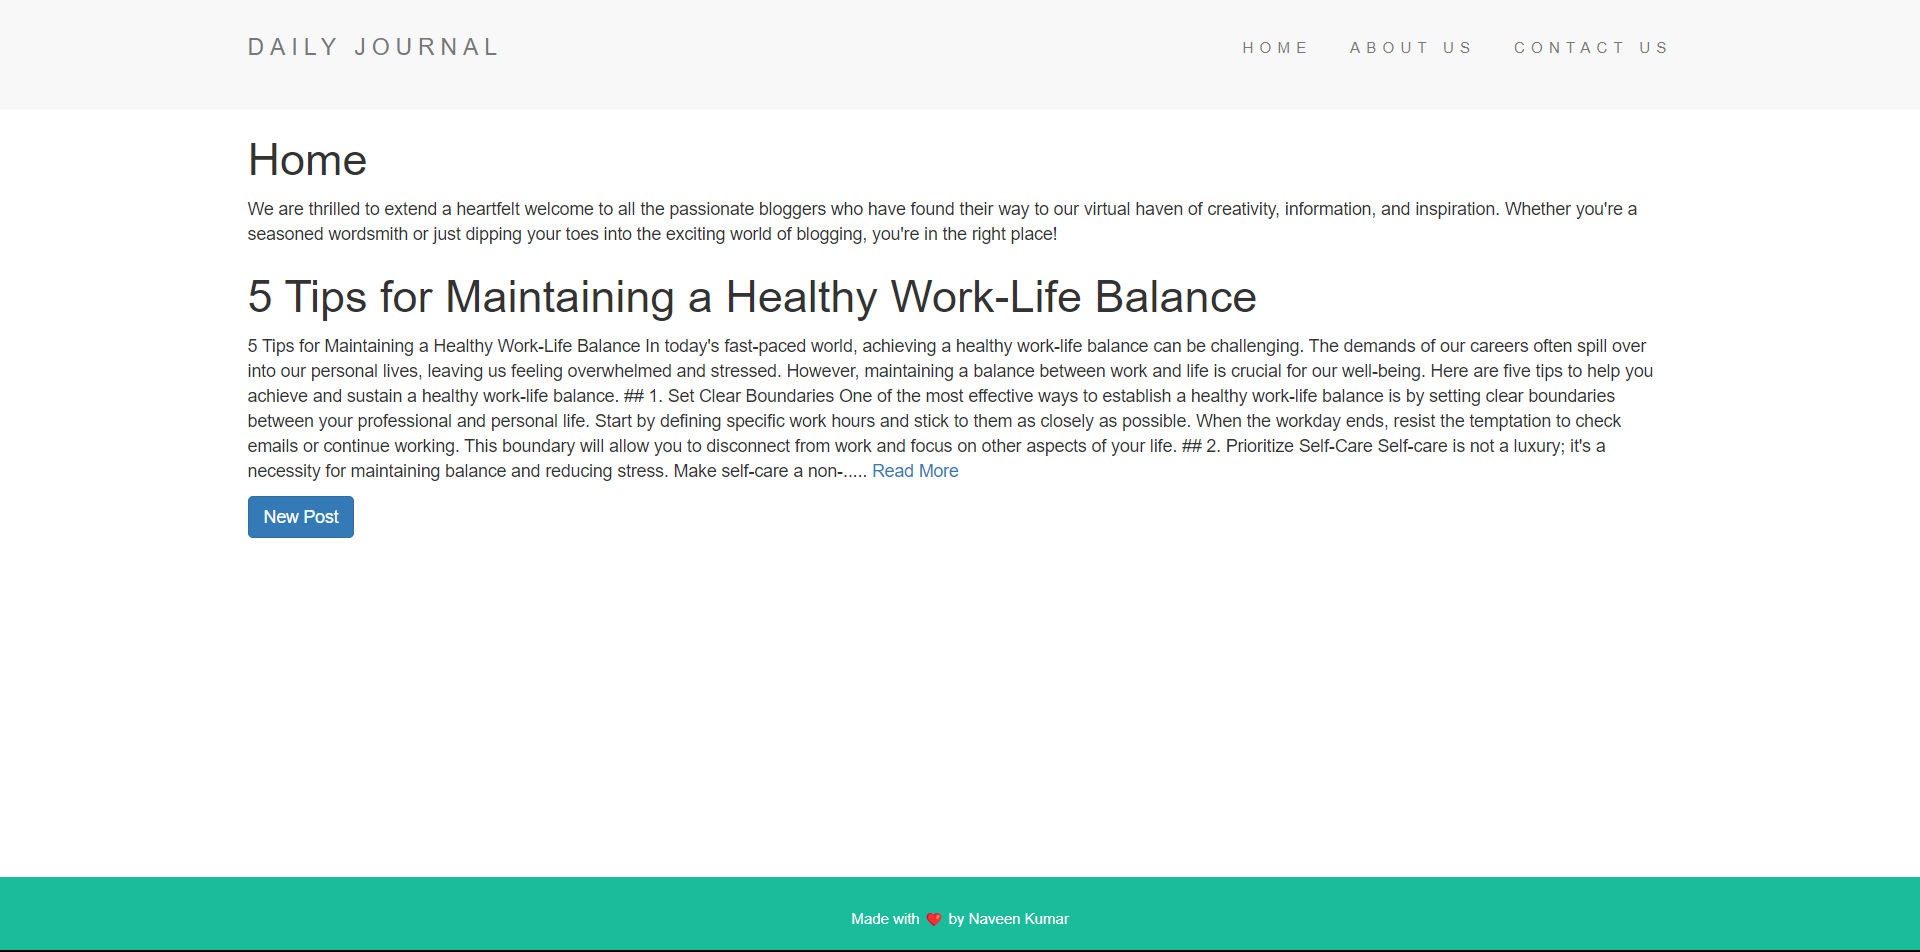 DAILY JOURNAL
HOME ABOUT US CONTACT US
Home
We are thrilled to extend a heartfelt welcome to all the passionate bloggers who have found their way to our virtual haven of creativity, information, and inspiration. Whether you're a
seasoned wordsmith or just dipping your toes into the exciting world of blogging, you're in the right place!
5 Tips for Maintaining a Healthy Work-Life Balance
5 Tips for Maintaining a Healthy Work-Life Balance In today's fast-paced world, achieving a healthy work-life balance can be challenging. The demands of our careers often spill over
into our personal lives, leaving us feeling overwhelmed and stressed. However, maintaining a balance between work and life is crucial for our well-being. Here are five tips to help you
achieve and sustain a healthy work-life balance. ## 1. Set Clear Boundaries One of the most effective ways to establish a healthy work-life balance is by setting clear boundaries
between your professional and personal life. Start by defining specific work hours and stick to them as closely as possible. When the workday ends, resist the temptation to check
emails or continue working. This boundary will allow you to disconnect from work and focus on other aspects of your life. ## 2. Prioritize Self-Care Self-care is not a luxury; it's a
necessity for maintaining balance and reducing stress. Make self-care a non-..... Read More
New Post
Made with ❤️ by Naveen Kumar